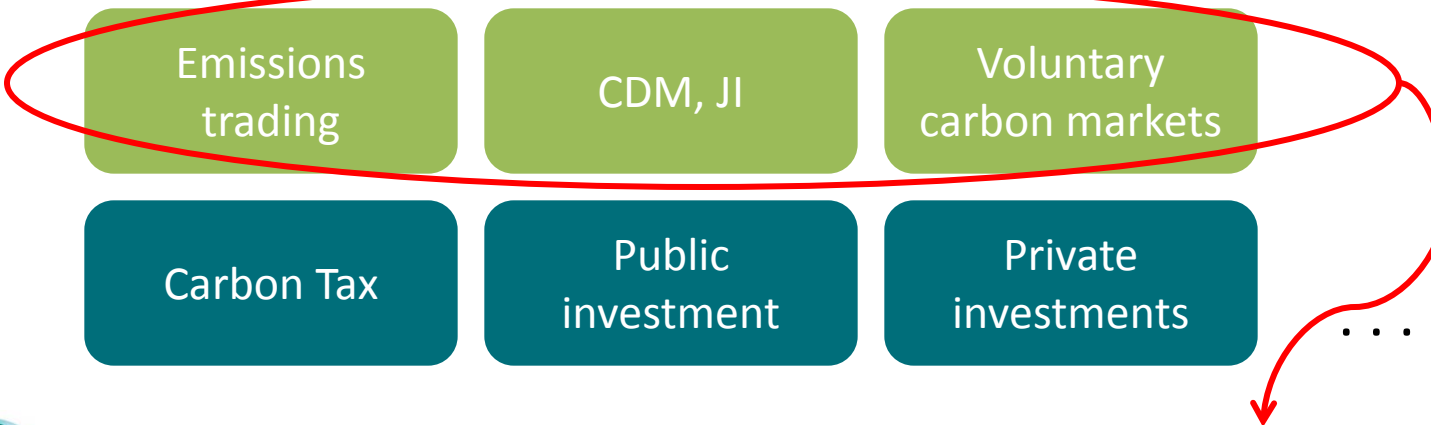 Emissions
trading
CDM, JI
Voluntary
carbon markets
Carbon Tax
Public
investment
Private
investments
. . .